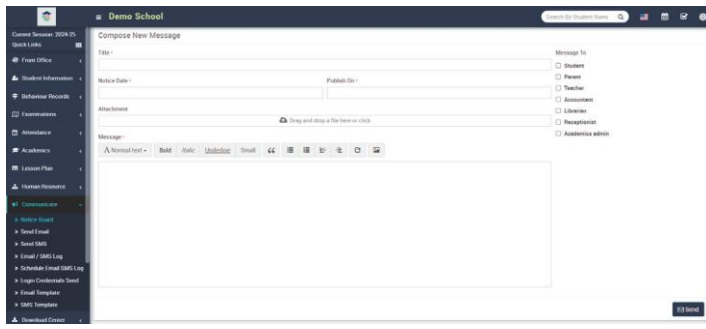 Demo School
Search By Student Name
Current Session: 2024-25
Quick Links
Front Office
Student Information
Behaviour Records
Examinations
Attendance
Academics
Lesson Plan
Human Resource
Communicate
» Notice Board
» Send Email
» Send SMS
» Email / SMS Log
» Schedule Email SMS Log
» Login Credentials Send
» Email Template
» SMS Template
Download Center
Compose New Message
Title *
Notice Date *
Publish On *
Attachment
Drag and drop a file here or click
Message *
A Normal text
Bold
Italic
Underline
Small
Message To
Student
Parent
Teacher
Accountant
Librarian
Receptionist
Academics admin
Send